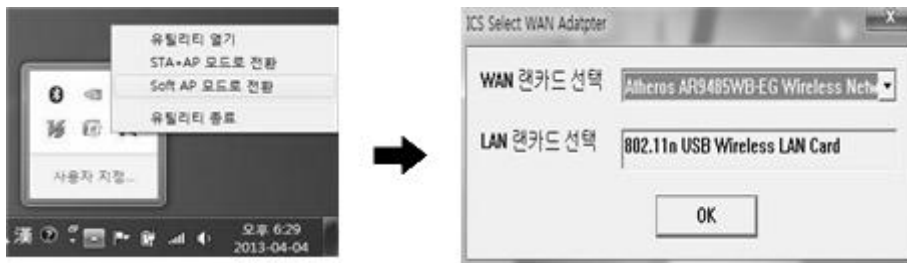 유틸리티 열기
STA+AP 모드로 전환
Soft AP 모드로 전환
유틸리티 종료
사용자 지정...
漢
오후 6:29
2013-04-04
ICS Select WAN Adatpter
WAN 랜카드 선택
Atheros AR9485WB-EG Wireless Netw
LAN 랜카드 선택
802.11n USB Wireless LAN Card
OK